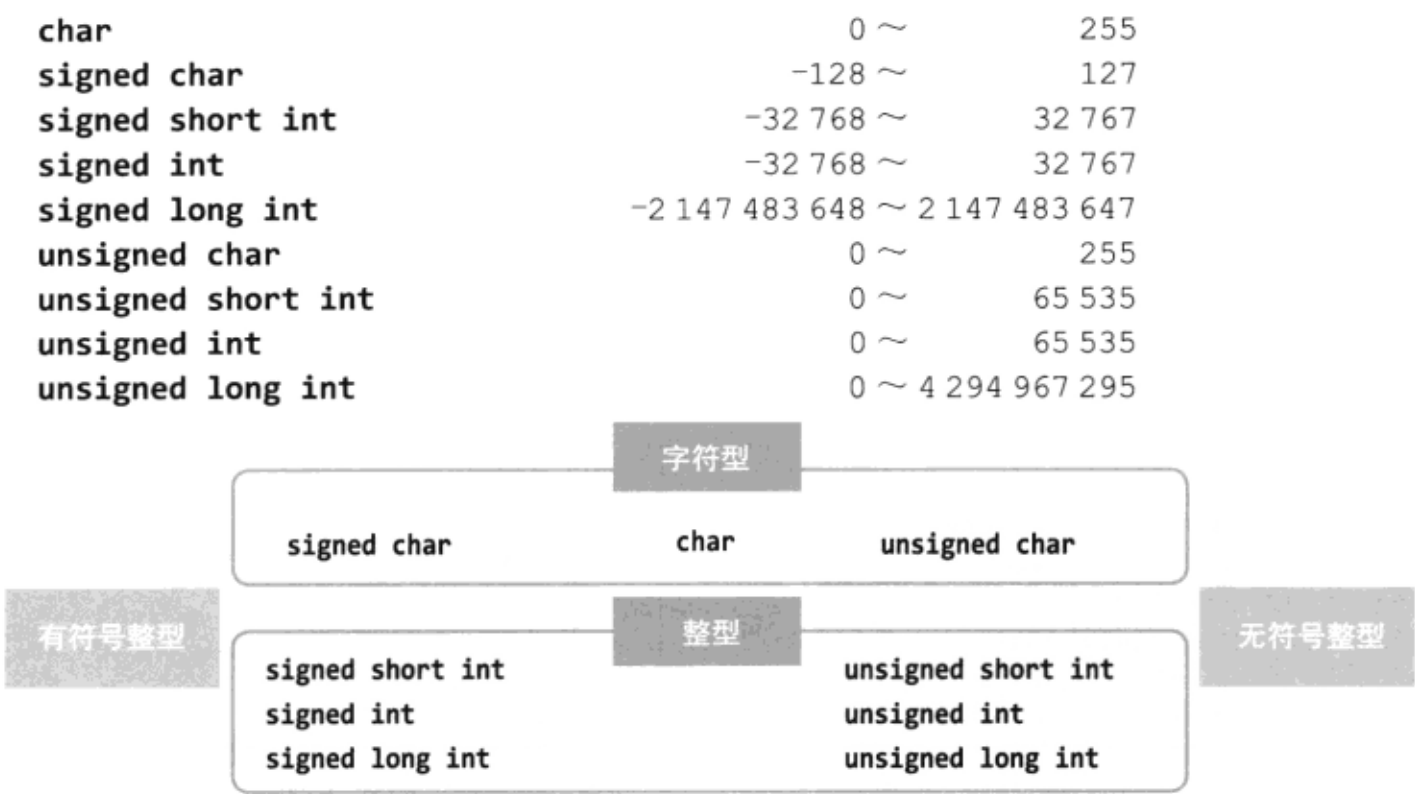 char 0 ～ 255
signed char -128 ～ 127
signed short int -32 768 ～ 32 767
signed int -32 768 ～ 32 767
signed long int -2 147 483 648 ～ 2 147 483 647
unsigned char 0 ～ 255
unsigned short int 0 ～ 65 535
unsigned int 0 ～ 65 535
unsigned long int 0 ～ 4 294 967 295
字符型
signed char char unsigned char
有符号整型 整型 无符号整型
signed short int unsigned short int
signed int unsigned int
signed long int unsigned long int